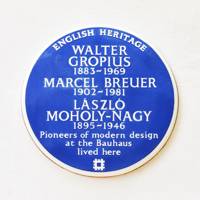 ENGLISH HERITAGE
WALTER
GROPIUS
1883–1969
MARCEL BREUER
1902–1981
LÁSZLÓ
MOHOLY-NAGY
1895–1946
Pioneers of modern design
at the Bauhaus
lived here